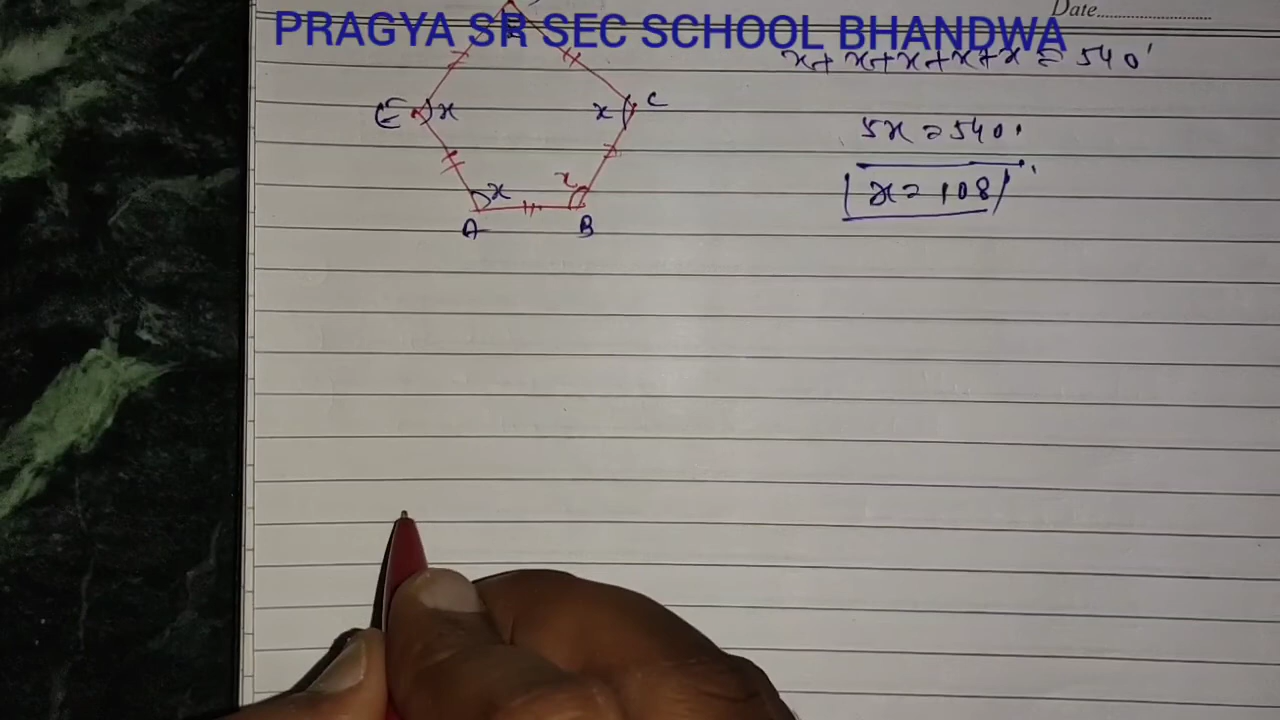 Date
PRAGYA SR SEC SCHOOL BHANDWA
x+x+x+x+x = 540°
E x
x C
5x = 540°
x = 108
x x
A B